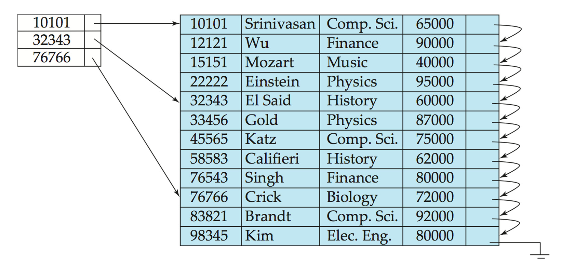 10101
32343
76766
10101 Srinivasan Comp. Sci. 65000
12121 Wu Finance 90000
15151 Mozart Music 40000
22222 Einstein Physics 95000
32343 El Said History 60000
33456 Gold Physics 87000
45565 Katz Comp. Sci. 75000
58583 Califieri History 62000
76543 Singh Finance 80000
76766 Crick Biology 72000
83821 Brandt Comp. Sci. 92000
98345 Kim Elec. Eng. 80000